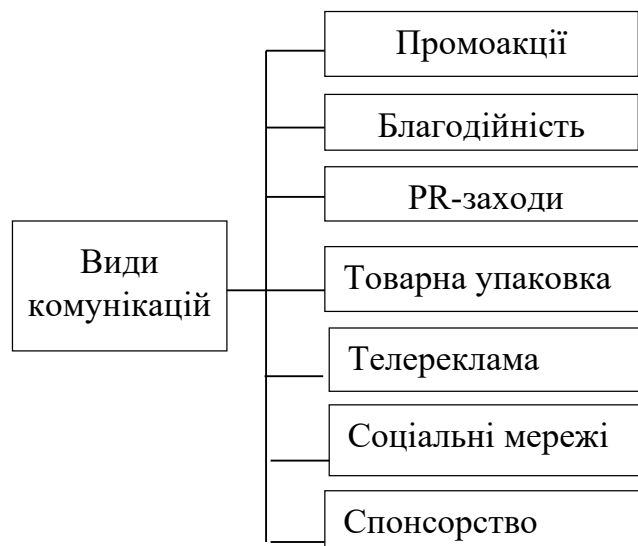 Промоакції
Благодійність
PR-заходи
Види
комунікацій
Товарна упаковка
Телереклама
Соціальні мережі
Спонсорство